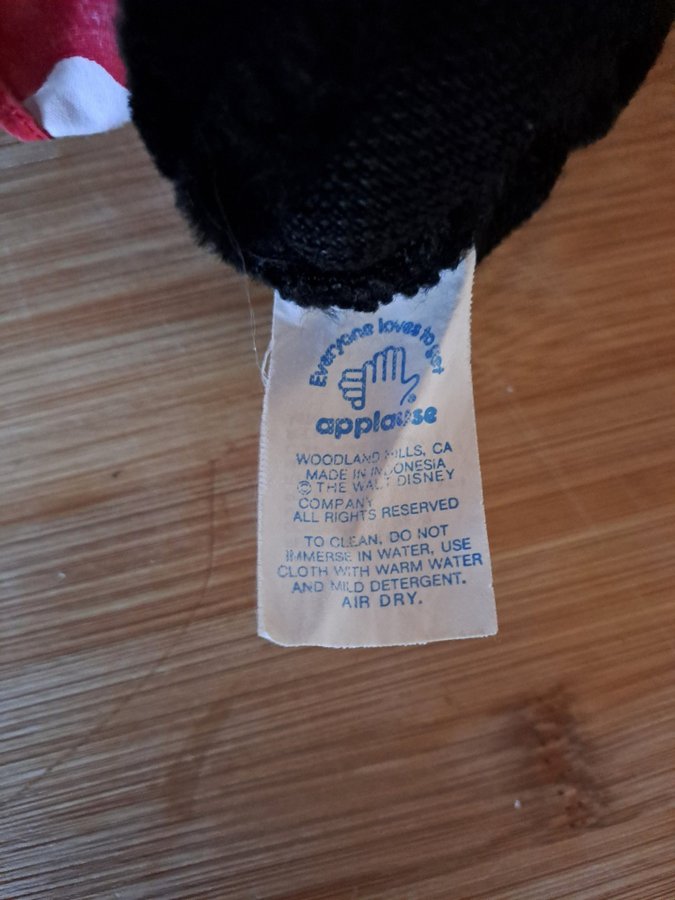 Everyone loves to get
applause
WOODLAND HILLS, CA
MADE IN INDONESIA
© THE WALT DISNEY
COMPANY
ALL RIGHTS RESERVED
TO CLEAN, DO NOT
IMMERSE IN WATER, USE
CLOTH WITH WARM WATER
AND MILD DETERGENT.
AIR DRY.